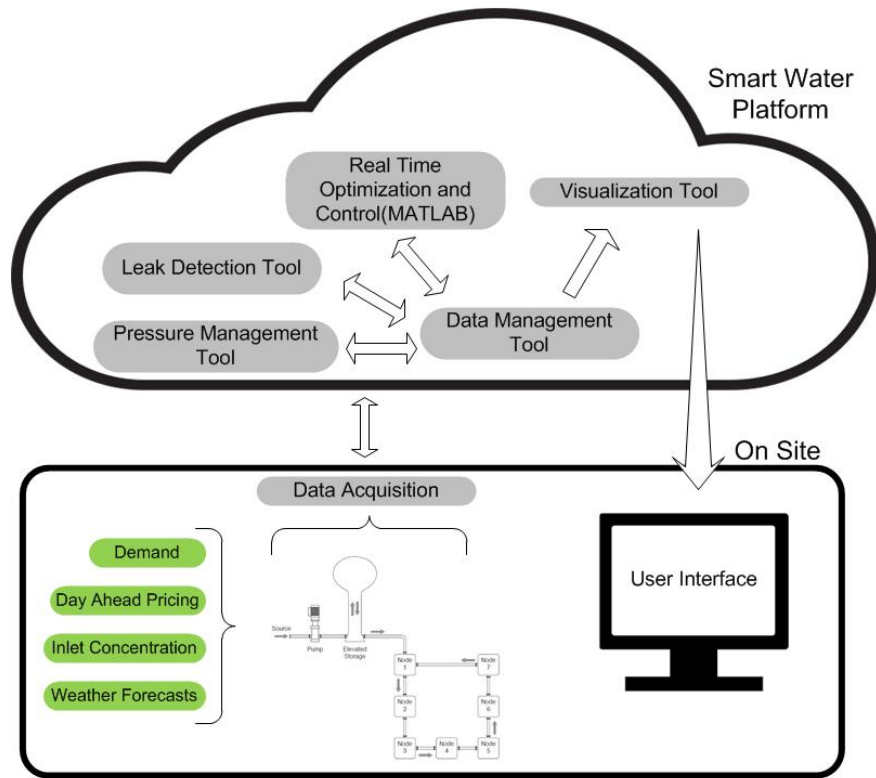 Smart Water
Platform
Real Time
Optimization and
Control(MATLAB)
Visualization Tool
Leak Detection Tool
Pressure Management
Tool
Data Management
Tool
On Site
Data Acquisition
Demand
Day Ahead Pricing
Inlet Concentration
Weather Forecasts
Source
Pump
Elevated
Storage
Node
1
Node
7
Node
2
Node
6
Node
3
Node
4
Node
5
User Interface